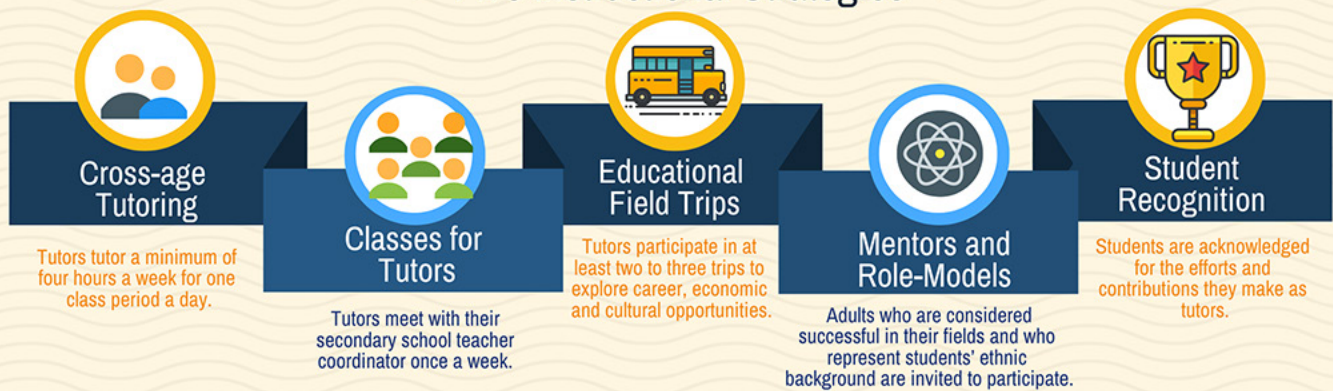 Cross-age
Tutoring
Tutors tutor a minimum of
four hours a week for one
class period a day.
Classes for
Tutors
Tutors meet with their
secondary school teacher
coordinator once a week.
Educational
Field Trips
Tutors participate in at
least two to three trips to
explore career, economic
and cultural opportunities.
Mentors and
Role-Models
Adults who are considered
successful in their fields and who
represent students' ethnic
background are invited to participate.
Student
Recognition
Students are acknowledged
for the efforts and
contributions they make as
tutors.